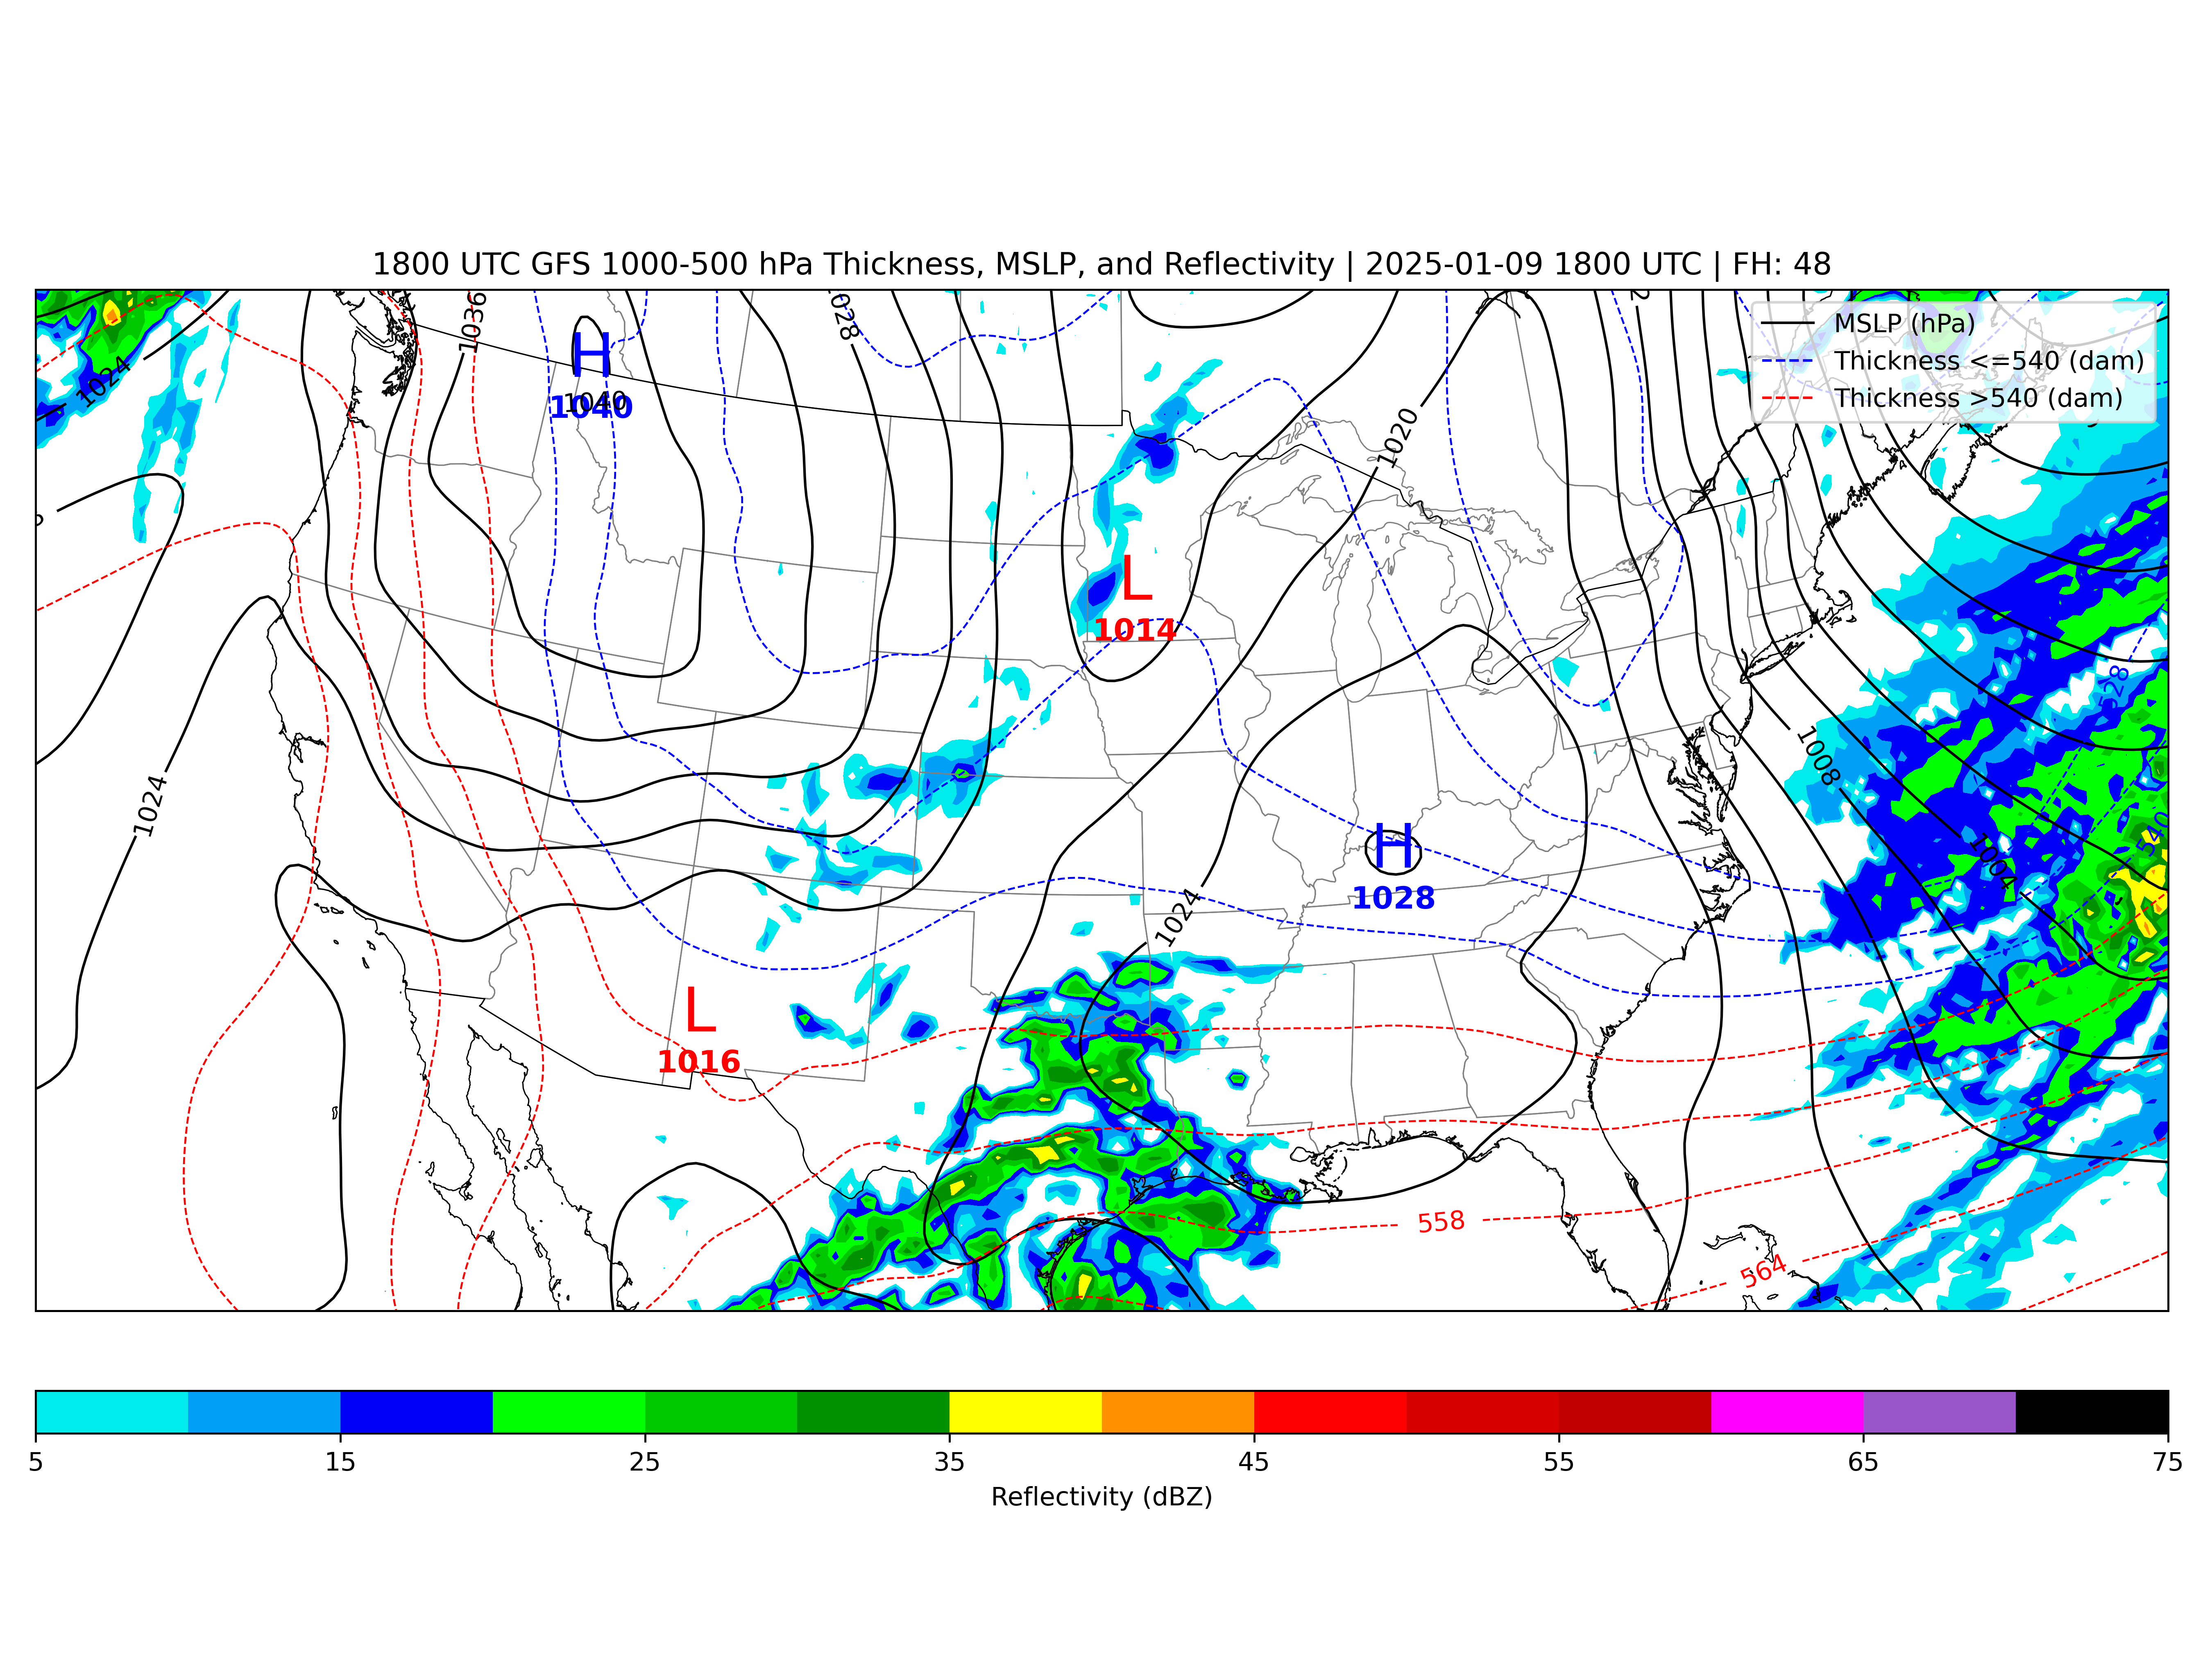 1800 UTC GFS 1000-500 hPa Thickness, MSLP, and Reflectivity | 2025-01-09 1800 UTC | FH: 48
MSLP (hPa)
Thickness <=540 (dam)
Thickness >540 (dam)
1036
1028
H
1040
1040
1024
1020
L
1014
528
1008
1024
540
1004
H
1028
1024
L
1016
558
564
5 15 25 35 45 55 65 75
Reflectivity (dBZ)